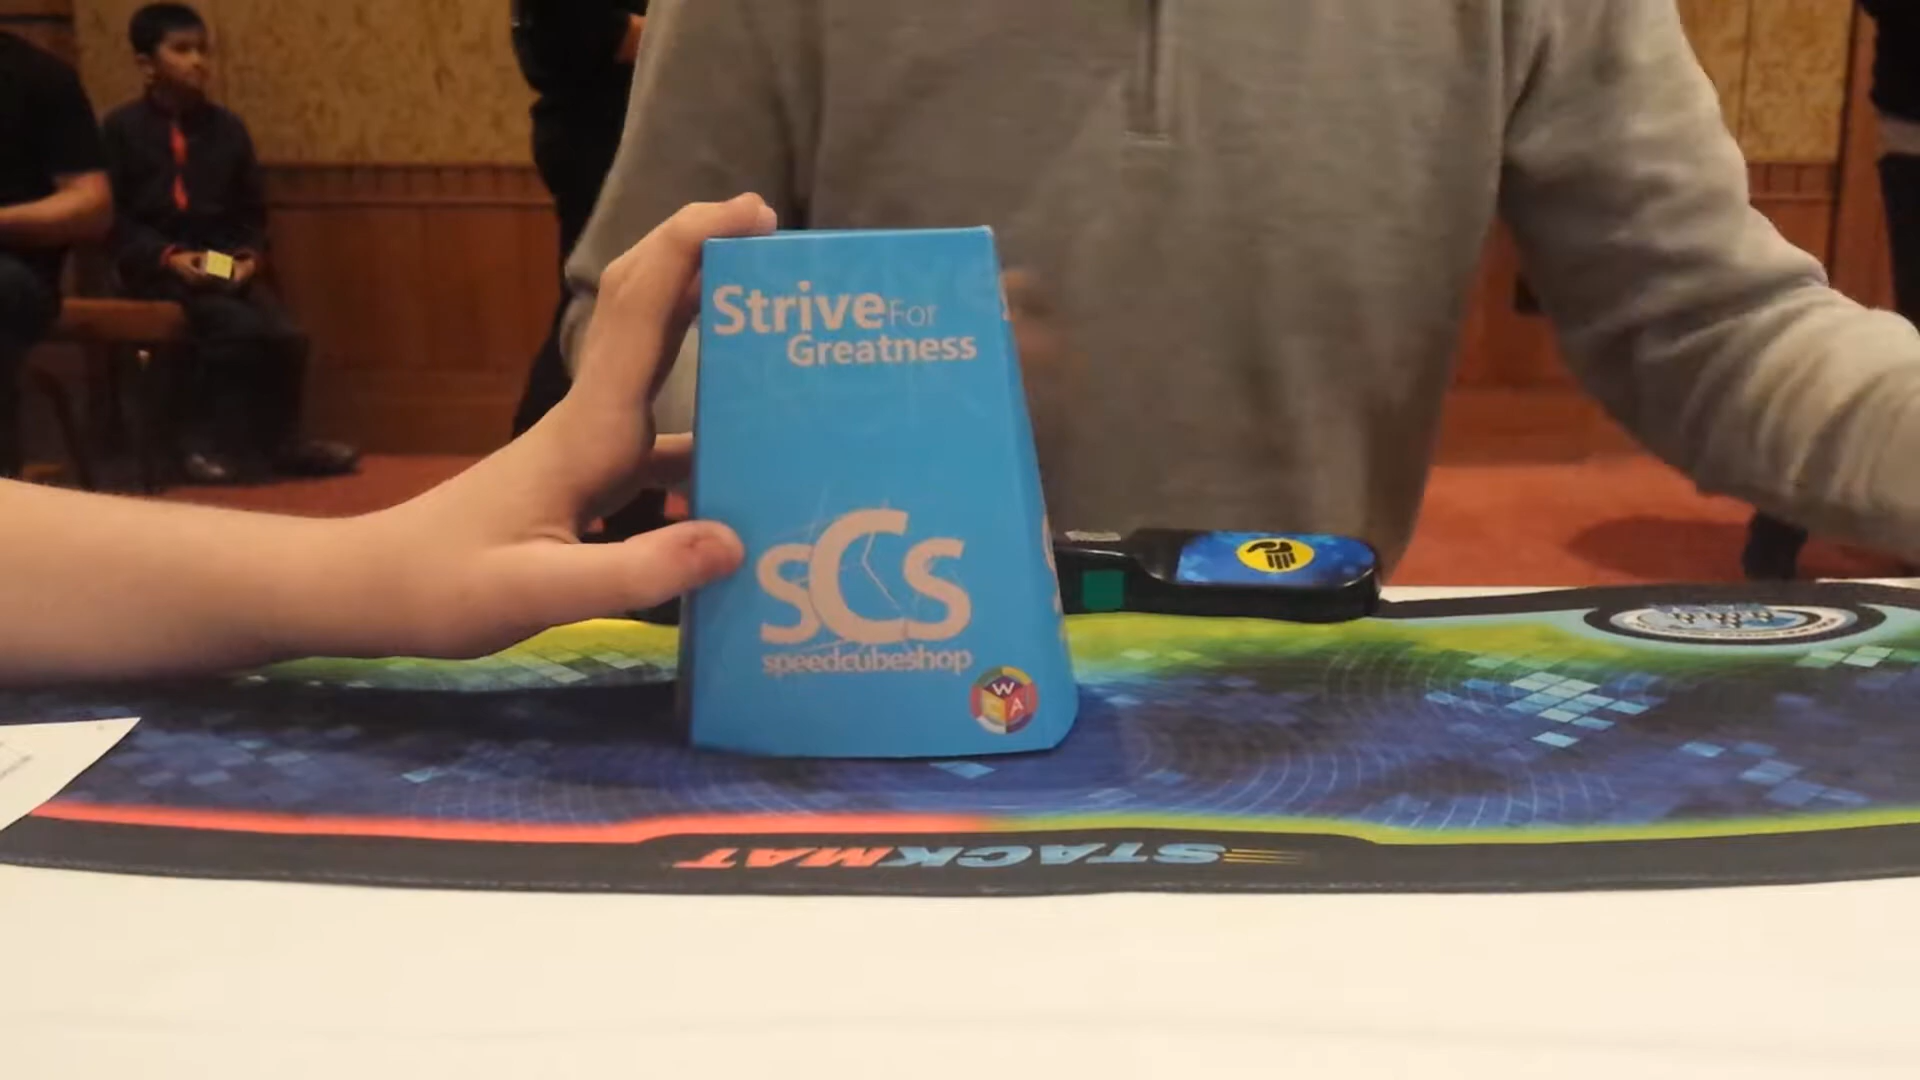 Strive For
Greatness
sCs
speedcubeshop
W
C A
STACKMAT